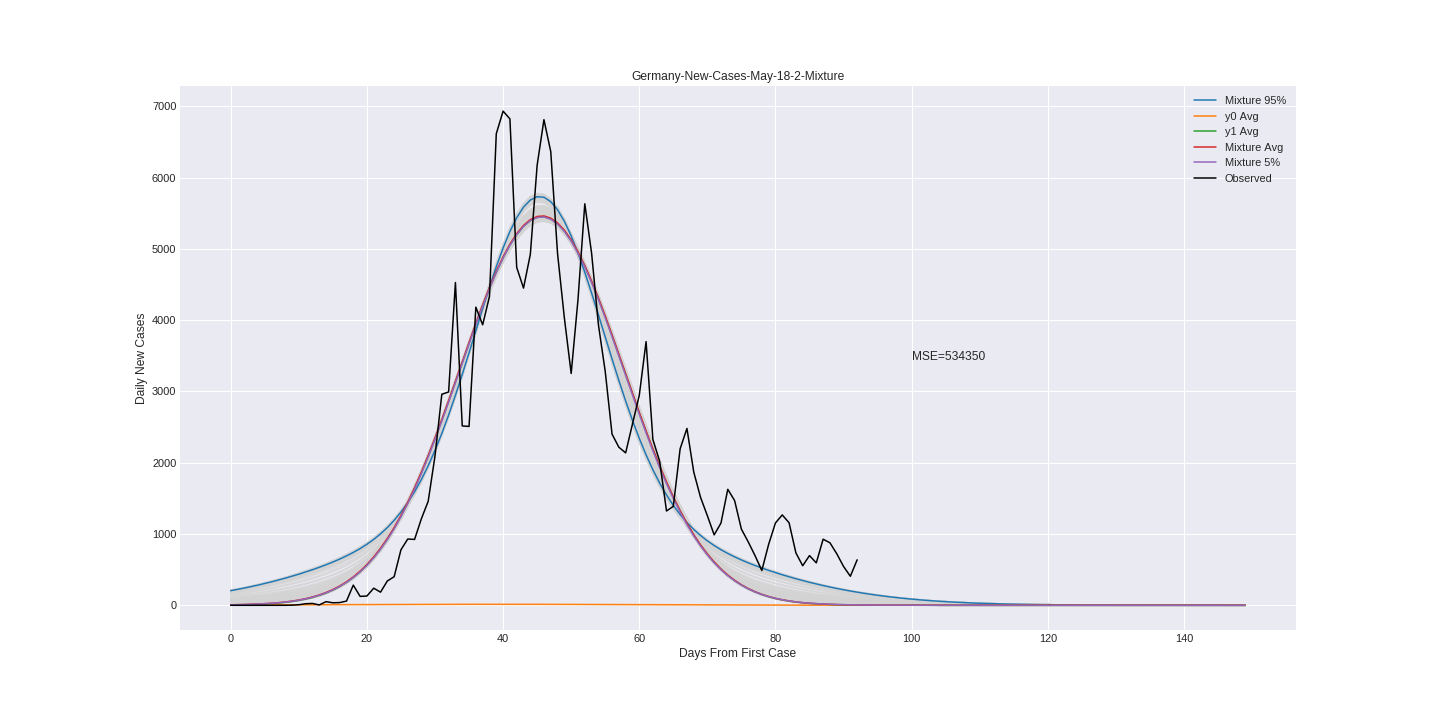 Germany-New-Cases-May-18-2-Mixture
Mixture 95%
y0 Avg
y1 Avg
Mixture Avg
Mixture 5%
Observed
7000
6000
5000
4000
3000
2000
1000
0
Daily New Cases
MSE=534350
0 20 40 60 80 100 120 140
Days From First Case